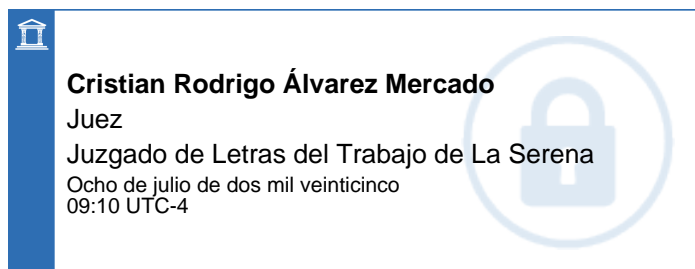 Cristian Rodrigo Álvarez Mercado
Juez
Juzgado de Letras del Trabajo de La Serena
Ocho de julio de dos mil veinticinco
09:10 UTC-4